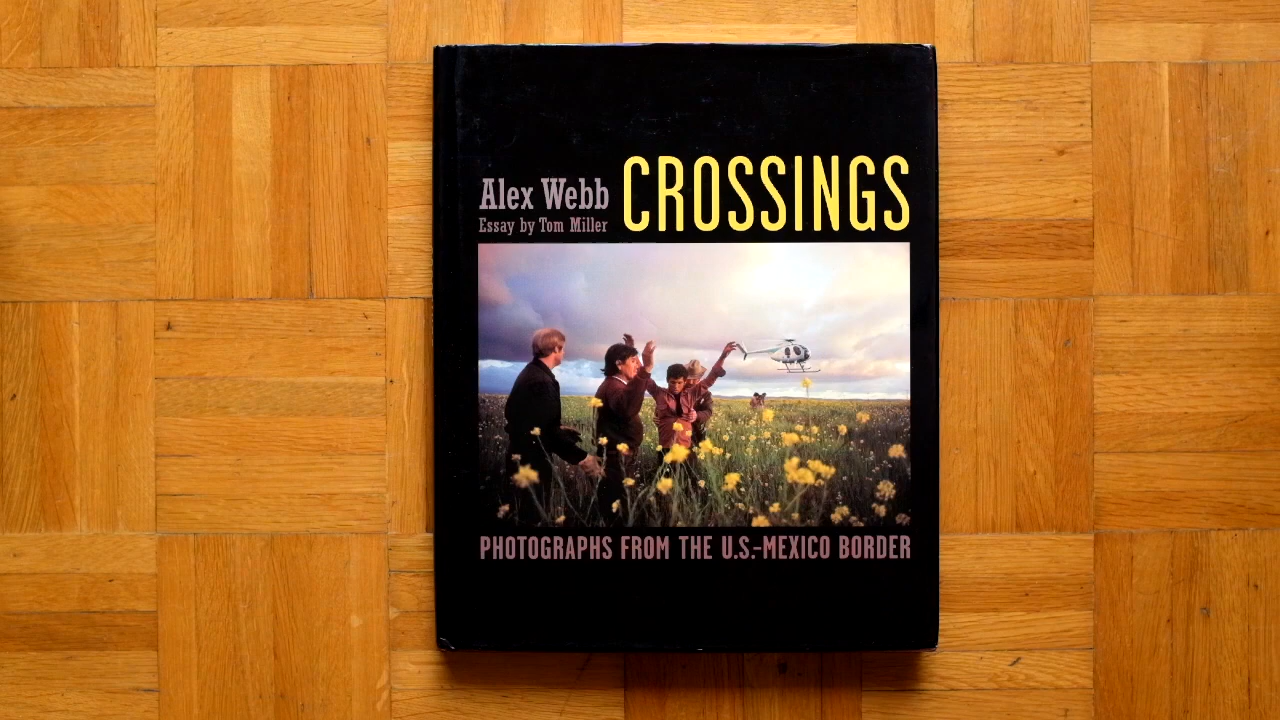 Alex Webb CROSSINGS
Essay by Tom Miller
PHOTOGRAPHS FROM THE U.S.-MEXICO BORDER